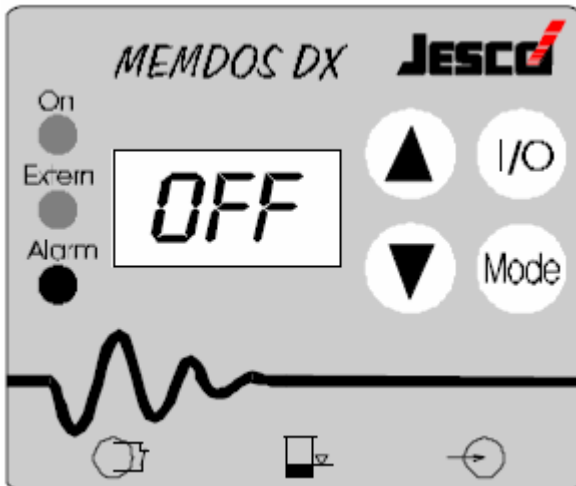 MEMDOS DX
JESCO
On
Extern
Alarm
OFF
I/O
Mode